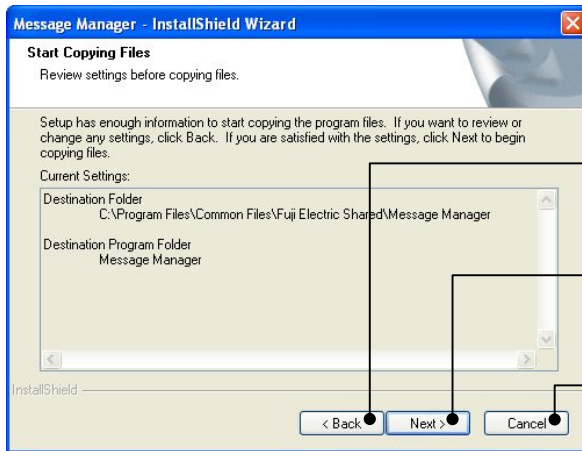 Message Manager - InstallShield Wizard
Start Copying Files
Review settings before copying files.
Setup has enough information to start copying the program files. If you want to review or
change any settings, click Back. If you are satisfied with the settings, click Next to begin
copying files.
Current Settings:
Destination Folder
C:\Program Files\Common Files\Fuji Electric Shared\Message Manager
Destination Program Folder
Message Manager
InstallShield
< Back
Next >
Cancel